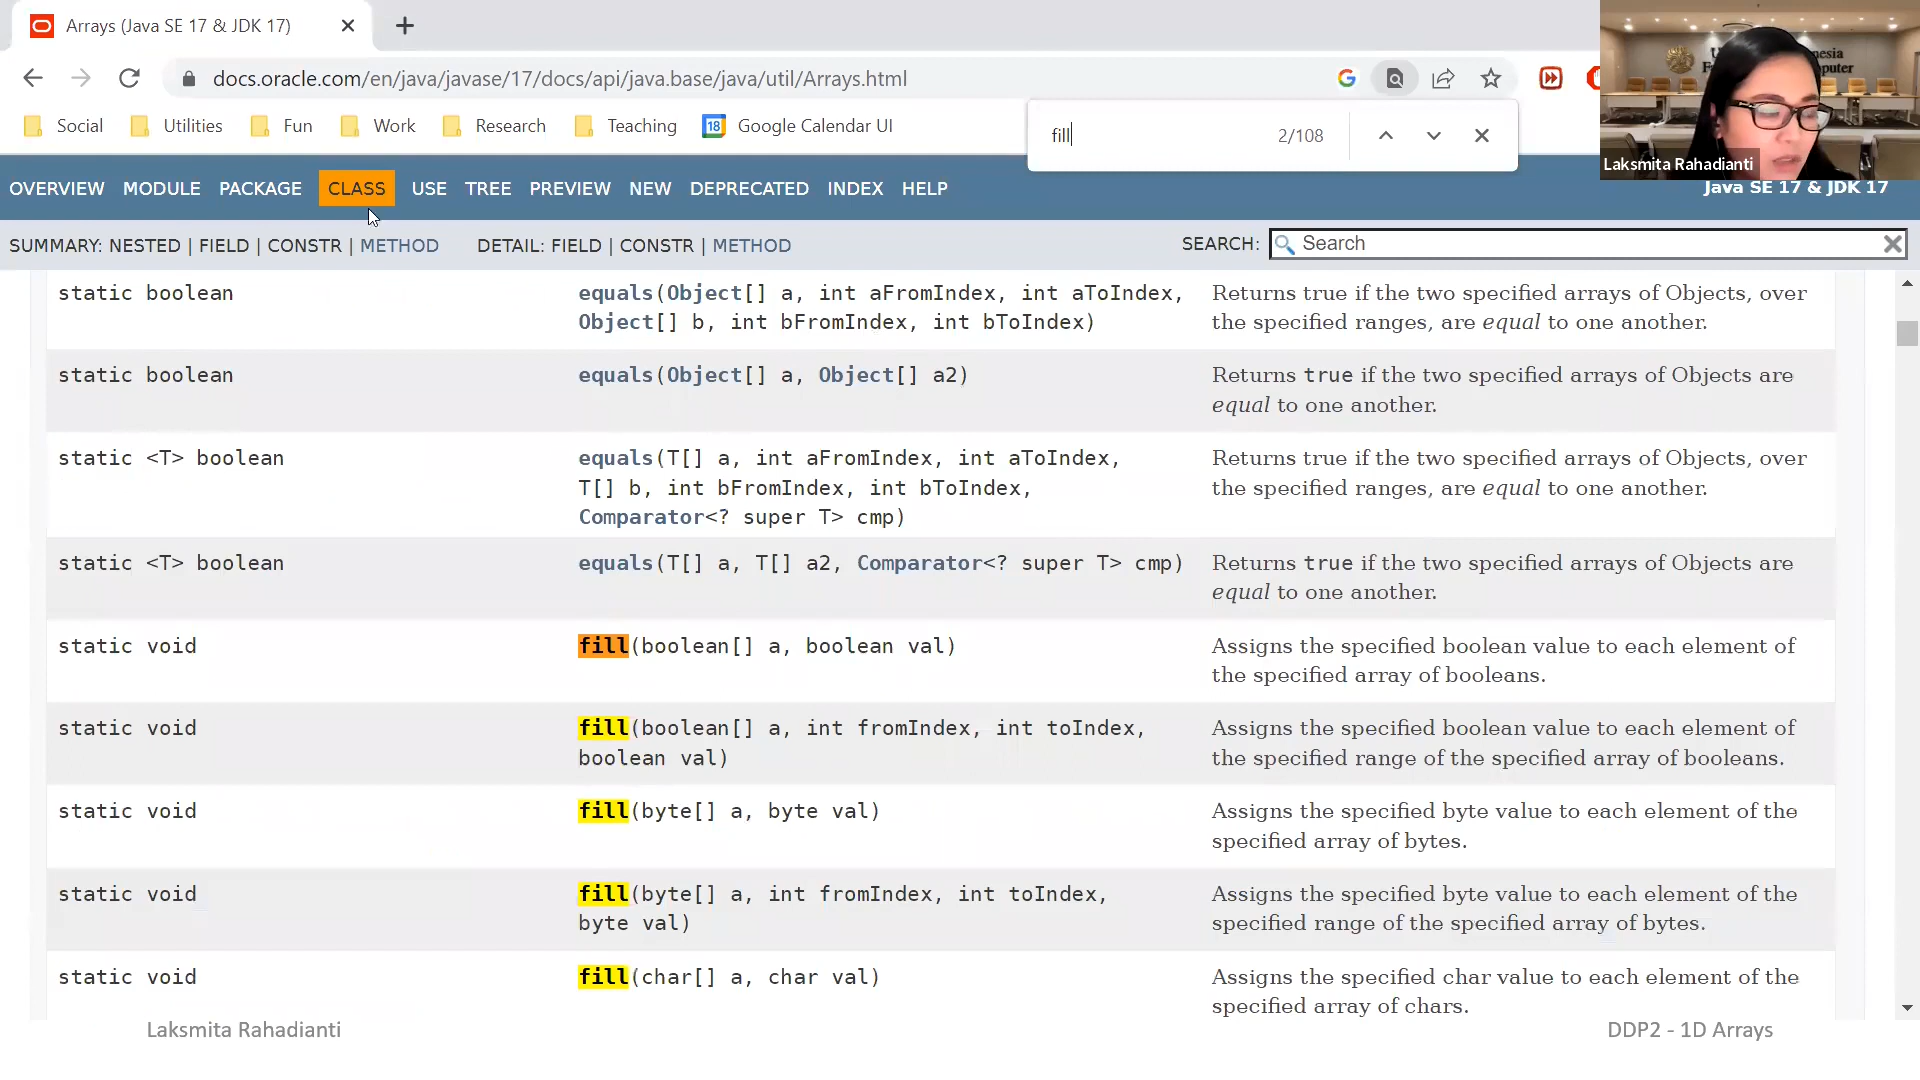 Arrays (Java SE 17 & JDK 17)
docs.oracle.com/en/java/javase/17/docs/api/java.base/java/util/Arrays.html
Social Utilities Fun Work Research Teaching 18 Google Calendar UI
fill 2/108
Laksmita Rahadianti
OVERVIEW MODULE PACKAGE CLASS USE TREE PREVIEW NEW DEPRECATED INDEX HELP
Java SE 17 & JDK 17
SUMMARY: NESTED | FIELD | CONSTR | METHOD DETAIL: FIELD | CONSTR | METHOD
SEARCH: Search
static boolean equals(Object[] a, int aFromIndex, int aToIndex, Returns true if the two specified arrays of Objects, over
Object[] b, int bFromIndex, int bToIndex) the specified ranges, are equal to one another.
static boolean equals(Object[] a, Object[] a2) Returns true if the two specified arrays of Objects are
equal to one another.
static <T> boolean equals(T[] a, int aFromIndex, int aToIndex, Returns true if the two specified arrays of Objects, over
T[] b, int bFromIndex, int bToIndex, the specified ranges, are equal to one another.
Comparator<? super T> cmp)
static <T> boolean equals(T[] a, T[] a2, Comparator<? super T> cmp) Returns true if the two specified arrays of Objects are
equal to one another.
static void fill(boolean[] a, boolean val) Assigns the specified boolean value to each element of
the specified array of booleans.
static void fill(boolean[] a, int fromIndex, int toIndex, Assigns the specified boolean value to each element of
boolean val) the specified range of the specified array of booleans.
static void fill(byte[] a, byte val) Assigns the specified byte value to each element of the
specified array of bytes.
static void fill(byte[] a, int fromIndex, int toIndex, Assigns the specified byte value to each element of the
byte val) specified range of the specified array of bytes.
static void fill(char[] a, char val) Assigns the specified char value to each element of the
specified array of chars.
Laksmita Rahadianti DDP2 - 1D Arrays